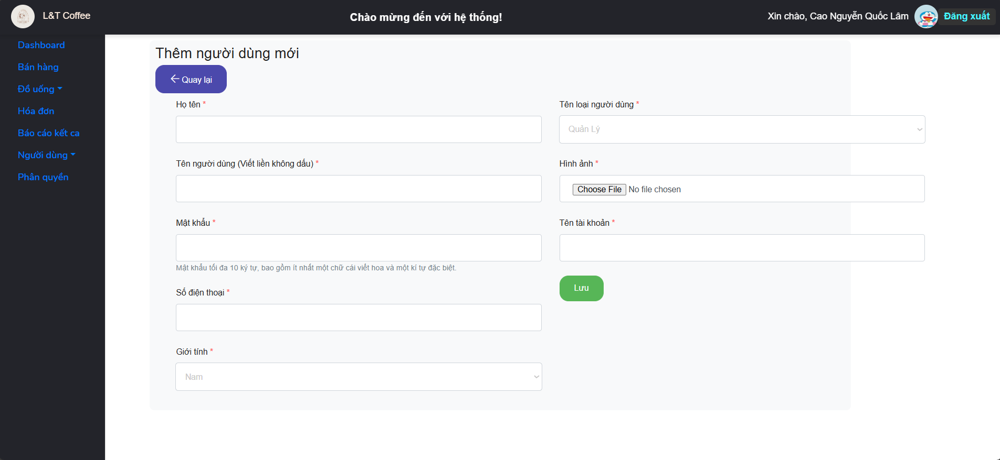 L&T Coffee
Chào mừng đến với hệ thống!
Xin chào, Cao Nguyễn Quốc Lâm
Đăng xuất
Dashboard
Bán hàng
Đồ uống
Hóa đơn
Báo cáo kết ca
Người dùng
Phân quyền
Thêm người dùng mới
← Quay lại
Họ tên *
Tên người dùng (Viết liền không dấu) *
Mật khẩu *
Mật khẩu tối đa 10 ký tự, bao gồm ít nhất một chữ cái viết hoa và một kí tự đặc biệt.
Số điện thoại *
Giới tính *
Nam
Tên loại người dùng *
Quản Lý
Hình ảnh *
Choose File No file chosen
Tên tài khoản *
Lưu